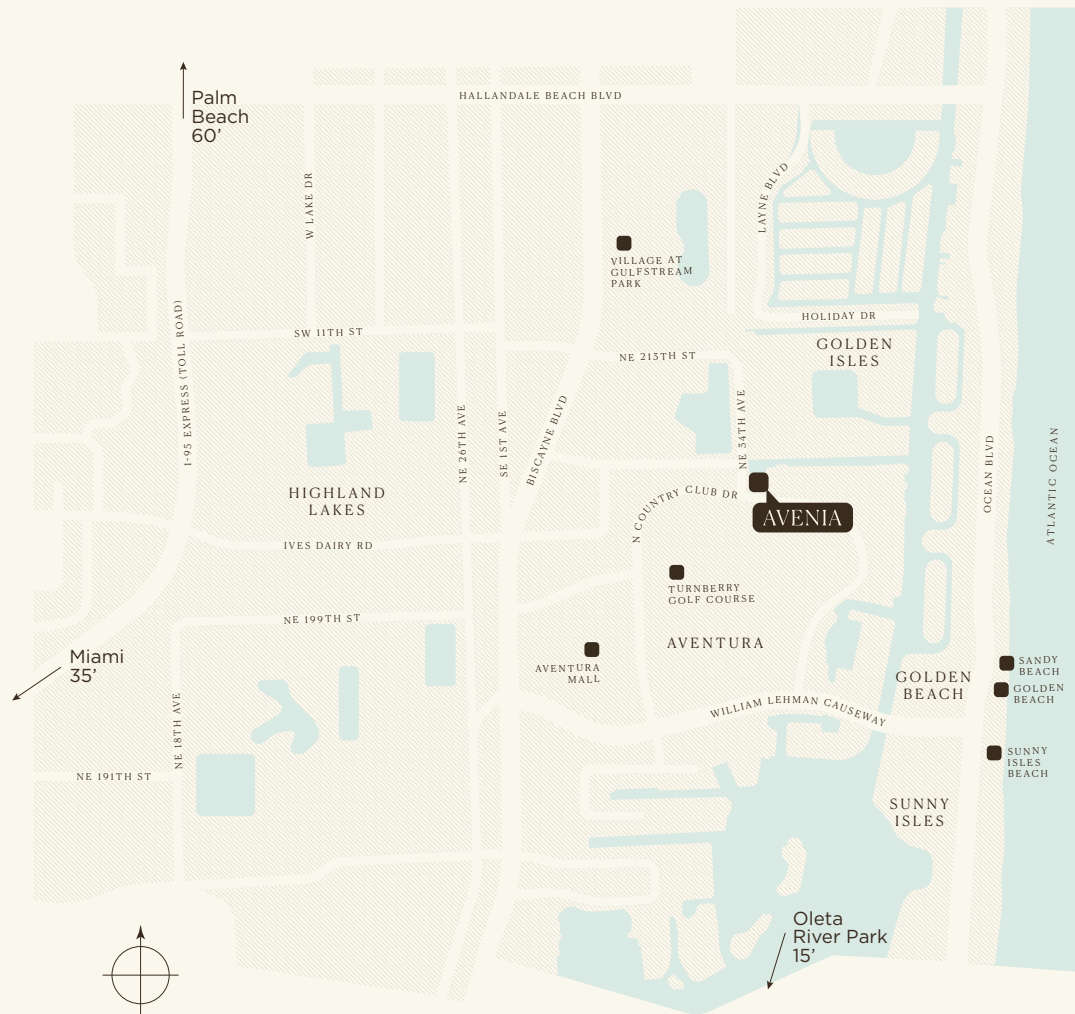 HALLANDALE BEACH BLVD
Palm
Beach
60’
W LAKE DR
LAYNE BLVD
VILLAGE AT
GULFSTREAM
PARK
I-95 EXPRESS (TOLL ROAD)
SW 11TH ST
HOLIDAY DR
GOLDEN
ISLES
NE 213TH ST
NE 26TH AVE
SE 1ST AVE
BISCAYNE BLVD
NE 34TH AVE
OCEAN BLVD
ATLANTIC OCEAN
HIGHLAND
LAKES
N COUNTRY CLUB DR
AVENIA
IVES DAIRY RD
TURNBERRY
GOLF COURSE
NE 199TH ST
AVENTURA
Miami
35’
AVENTURA
MALL
GOLDEN
BEACH
SANDY
BEACH
GOLDEN
BEACH
WILLIAM LEHMAN CAUSEWAY
NE 18TH AVE
SUNNY
ISLES
BEACH
NE 191TH ST
SUNNY
ISLES
Oleta
River Park
15’